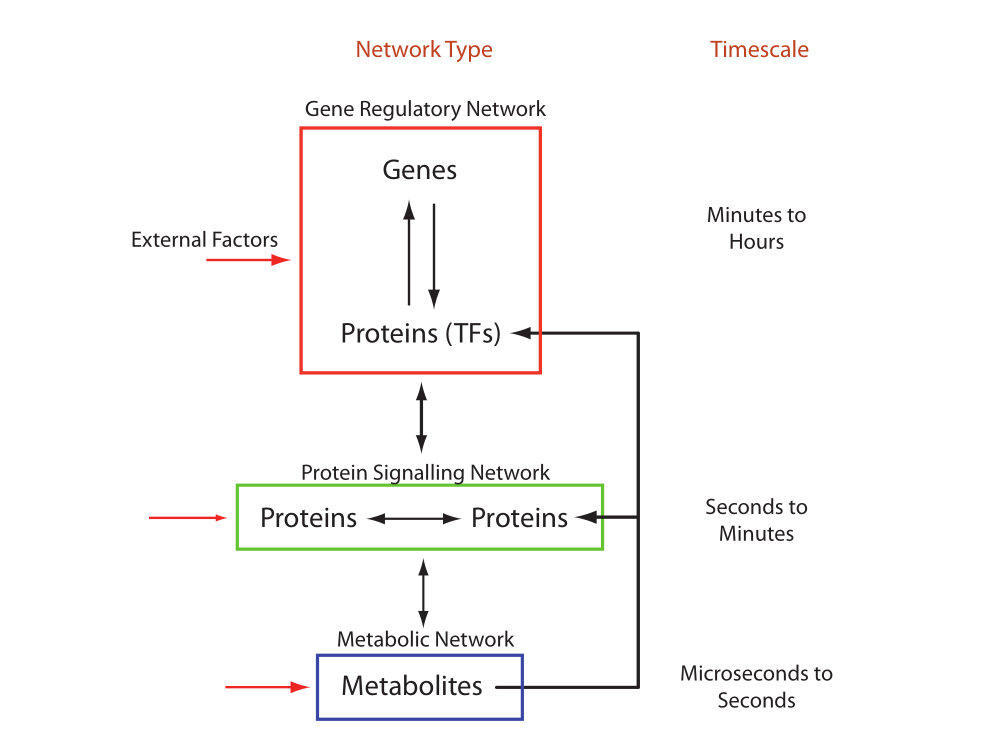 Network Type
Timescale
Gene Regulatory Network
Genes
Minutes to
Hours
External Factors
Proteins (TFs)
Protein Signalling Network
Proteins
Proteins
Seconds to
Minutes
Metabolic Network
Metabolites
Microseconds to
Seconds